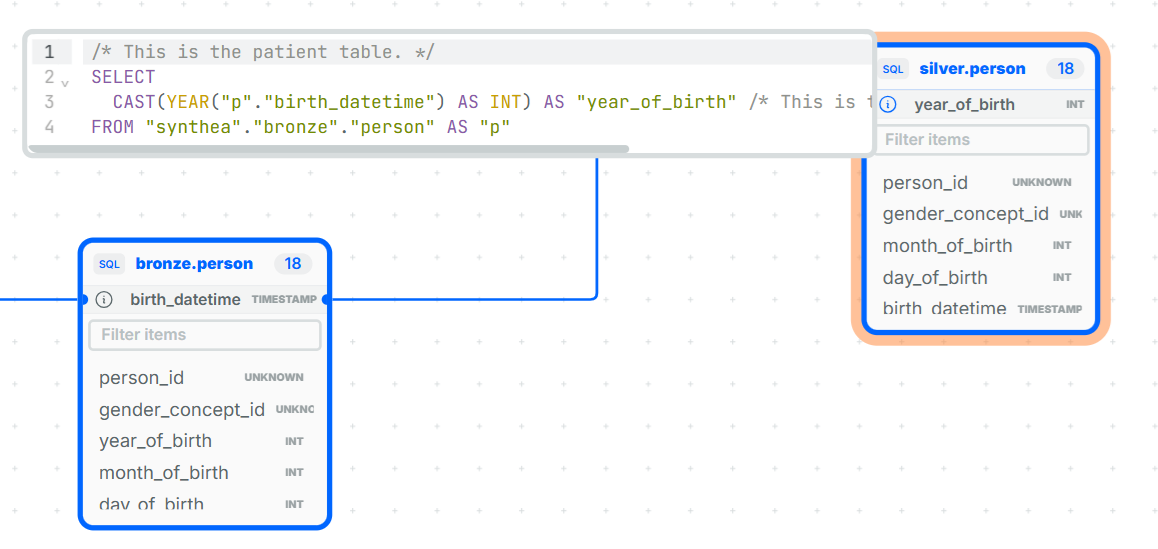 1 /* This is the patient table. */
2 SELECT
3 CAST(YEAR("p"."birth_datetime") AS INT) AS "year_of_birth" /* This is
4 FROM "synthea"."bronze"."person" AS "p"
SQL silver.person 18
year_of_birth INT
Filter items
person_id UNKNOWN
gender_concept_id UNK
month_of_birth INT
day_of_birth INT
birth_datetime TIMESTAMP
SQL bronze.person 18
birth_datetime TIMESTAMP
Filter items
person_id UNKNOWN
gender_concept_id UNKNO
year_of_birth INT
month_of_birth INT
day_of_birth INT